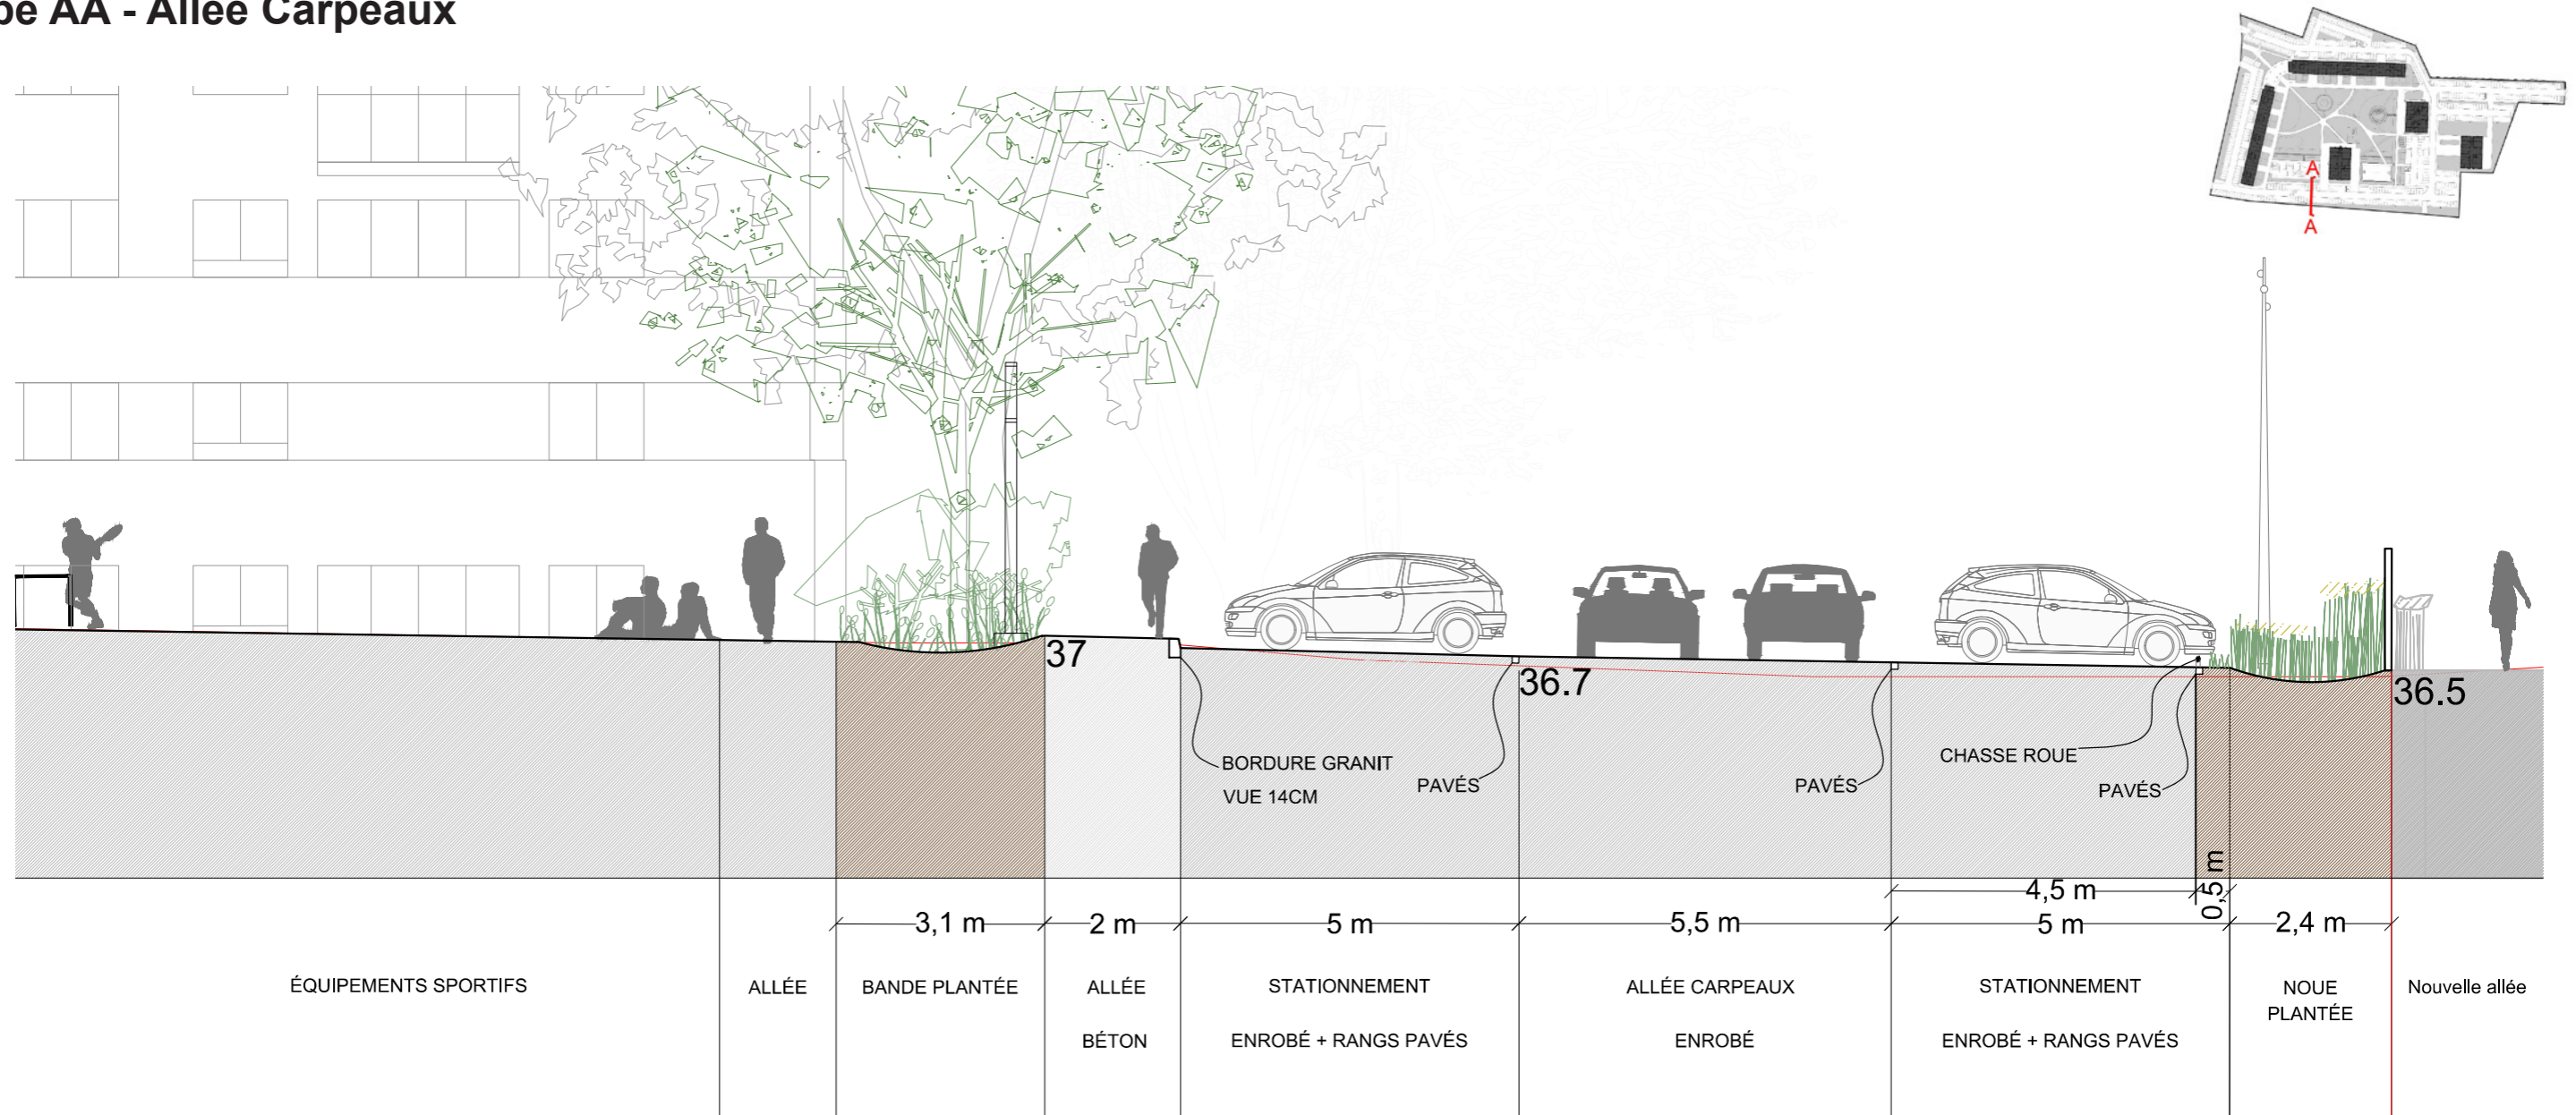 pe AA - Allée Carpeaux
A
A
37
36.7
36.5
BORDURE GRANIT
VUE 14CM
PAVÉS
PAVÉS
CHASSE ROUE
PAVÉS
4,5 m
0,5 m
3,1 m
2 m
5 m
5,5 m
5 m
2,4 m
ÉQUIPEMENTS SPORTIFS
ALLÉE
BANDE PLANTÉE
ALLÉE
BÉTON
STATIONNEMENT
ENROBÉ + RANGS PAVÉS
ALLÉE CARPEAUX
ENROBÉ
STATIONNEMENT
ENROBÉ + RANGS PAVÉS
NOUE
PLANTÉE
Nouvelle allée